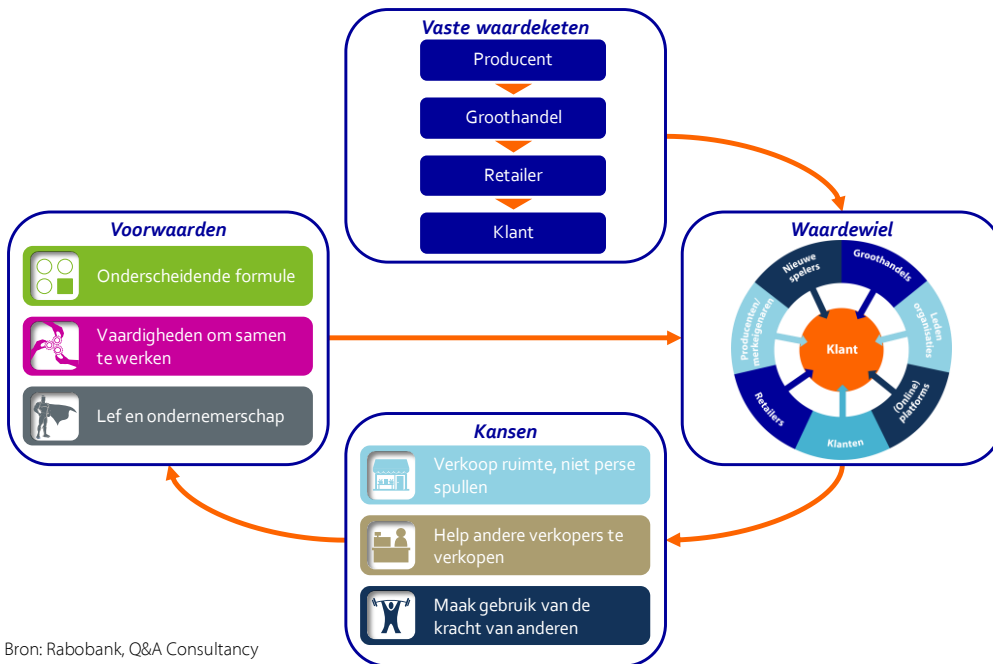 Vaste waardeketen
Producent
Groothandel
Retailer
Klant
Voorwaarden
Onderscheidende formule
Vaardigheden om samen
te werken
Lef en ondernemerschap
Waardewiel
Nieuwe
spelers
Groothandels
Leden
organisaties
(Online)
platforms
Klanten
Retailers
Producenten/
merkeigenaren
Klant
Kansen
Verkoop ruimte, niet perse
spullen
Help andere verkopers te
verkopen
Maak gebruik van de
kracht van anderen
Bron: Rabobank, Q&A Consultancy